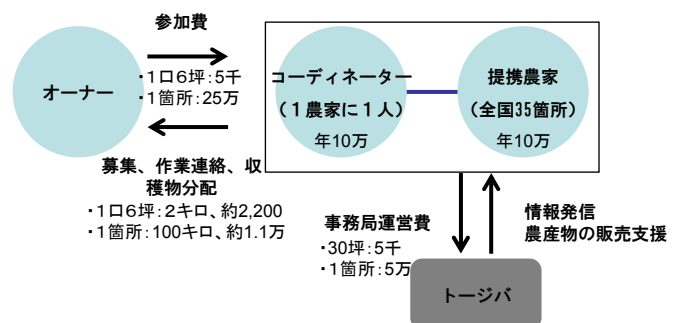 参加費
・1口6坪：5千
・1箇所：25万
オーナー
コーディネーター
（１農家に１人）
年10万
提携農家
（全国35箇所）
年10万
募集、作業連絡、収
穫物分配
・1口6坪：2キロ、約2,200
・1箇所：100キロ、約1.1万
事務局運営費
・30坪：5千
・1箇所：5万
情報発信
農産物の販売支援
トージバ